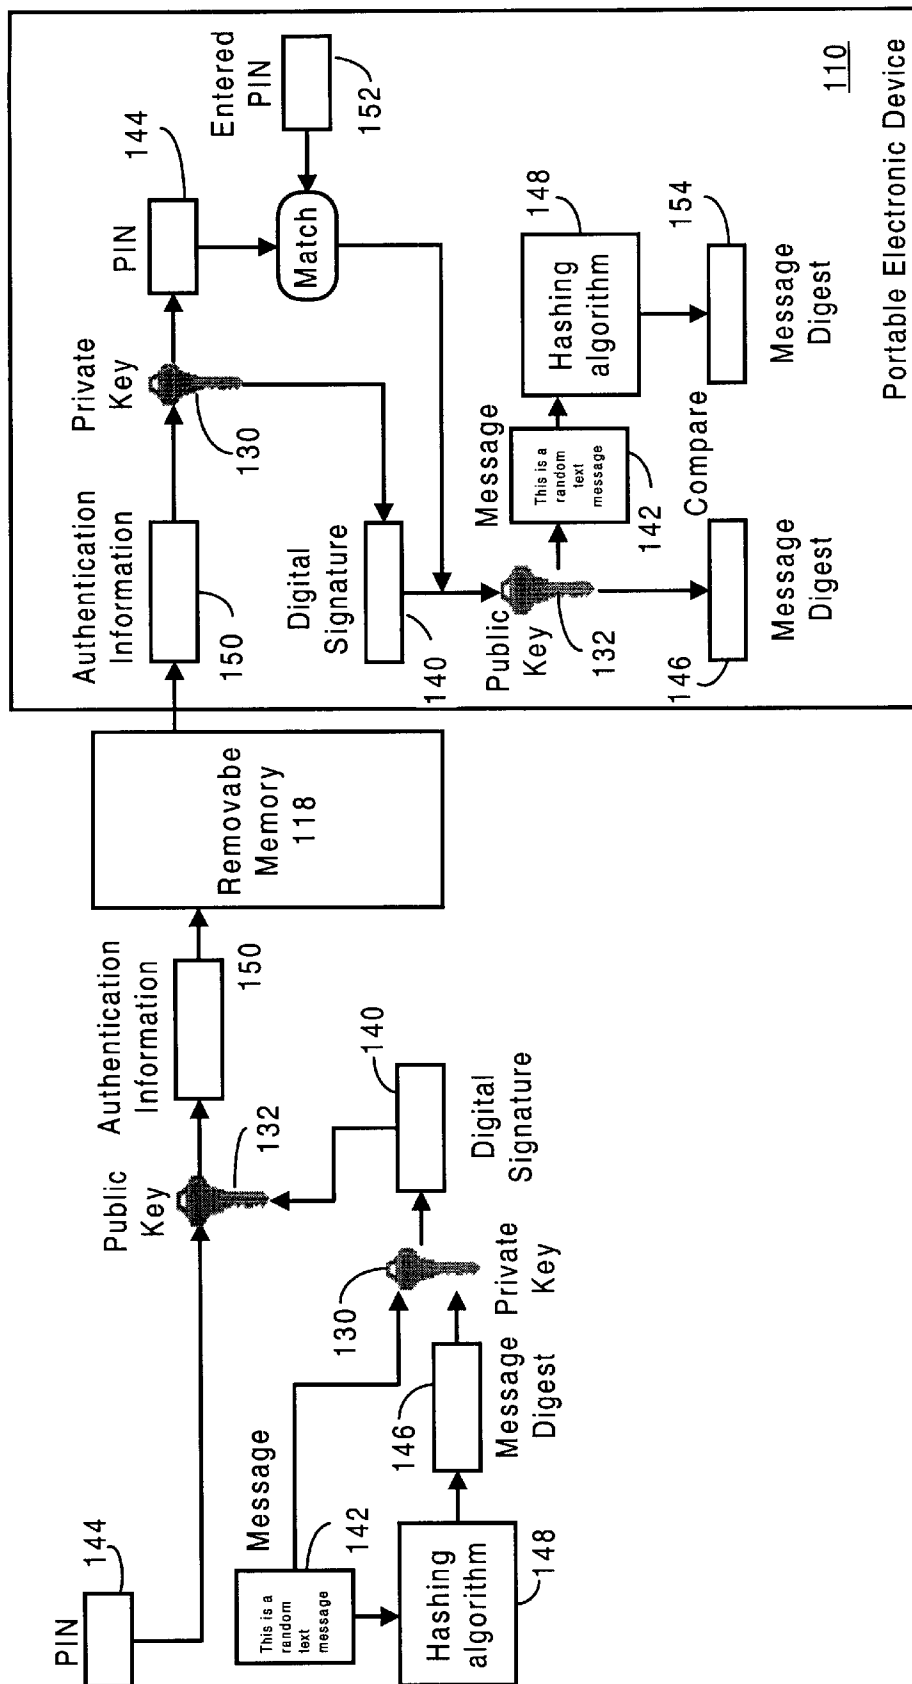 PIN
144
Message
This is a
random
text
message
142
Hashing
algorithm
148
Message
Digest
146
Private
Key
130
Digital
Signature
140
Public
Key
132
Authentication
Information
150
Removabe
Memory
118
Authentication
Information
150
Private
Key
130
PIN
144
Entered
PIN
152
Match
Digital
Signature
140
Public
Key
132
Message
This is a
random
text
message
142
Hashing
algorithm
148
Message
Digest
146
Compare
Message
Digest
154
110
Portable Electronic Device